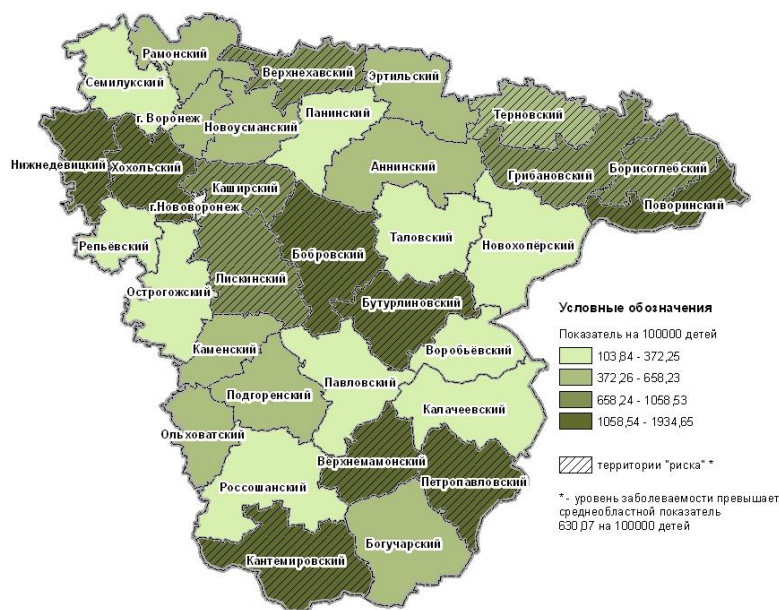 Рамонский
Семилукский
Верхнехавский
Эртильский
г. Воронеж
Новоусманский
Панинский
Терновский
Нижнедевицкий
Хохольский
Аннинский
Каширский
Грибановский
Борисоглебский
Поворинский
г.Нововоронеж
Репьёвский
Бобровский
Таловский
Новохопёрский
Острогожский
Лискинский
Бутурлиновский
Каменский
Воробьёвский
Подгоренский
Павловский
Калачеевский
Ольховатский
Верхнемамонский
Россошанский
Петропавловский
Богучарский
Кантемировский
Условные обозначения
Показатель на 100000 детей
103,84 - 372,25
372,26 - 658,23
658,24 - 1058,53
1058,54 - 1934,65
территории "риска" *
* - уровень заболеваемости превышает
среднеобластной показатель
630,07 на 100000 детей